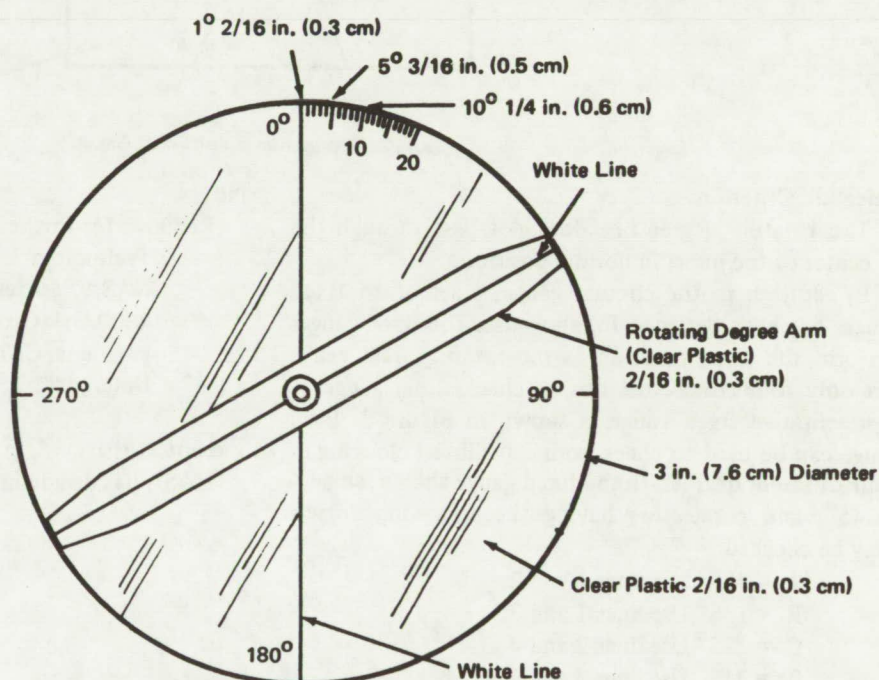 1° 2/16 in. (0.3 cm)
5° 3/16 in. (0.5 cm)
10° 1/4 in. (0.6 cm)
0°
10
20
White Line
Rotating Degree Arm
(Clear Plastic)
2/16 in. (0.3 cm)
270°
90°
3 in. (7.6 cm) Diameter
Clear Plastic 2/16 in. (0.3 cm)
180°
White Line